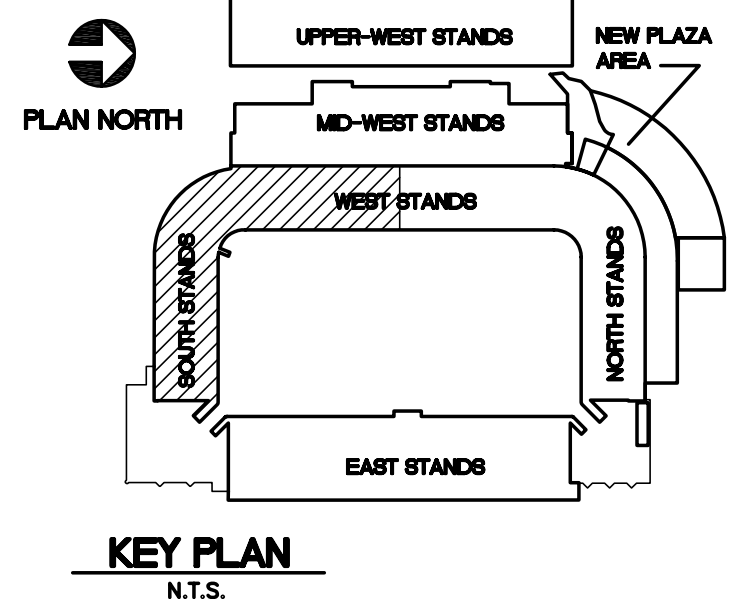 UPPER-WEST STANDS
NEW PLAZA
AREA
PLAN NORTH
MID-WEST STANDS
WEST STANDS
SOUTH STANDS
NORTH STANDS
EAST STANDS
KEY PLAN
N.T.S.